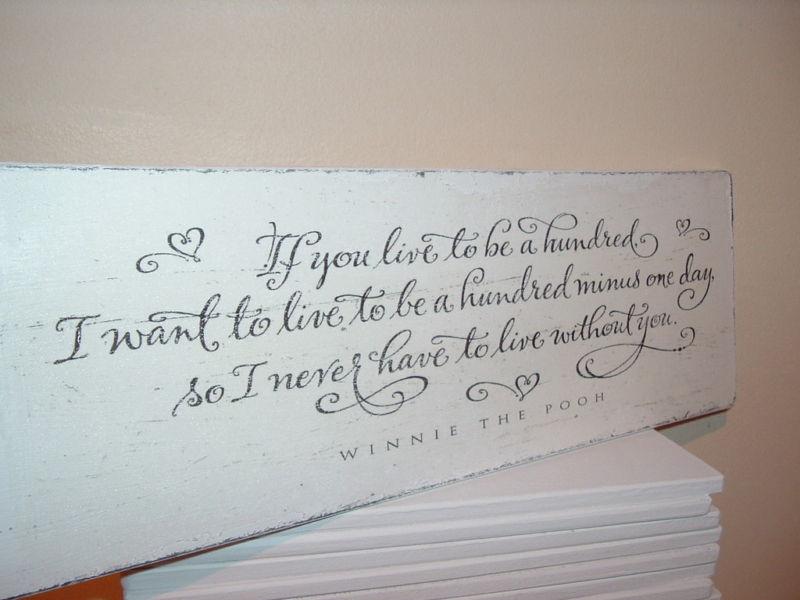 If you live to be a hundred,
I want to live to be a hundred minus one day,
so I never have to live without you.
WINNIE THE POOH